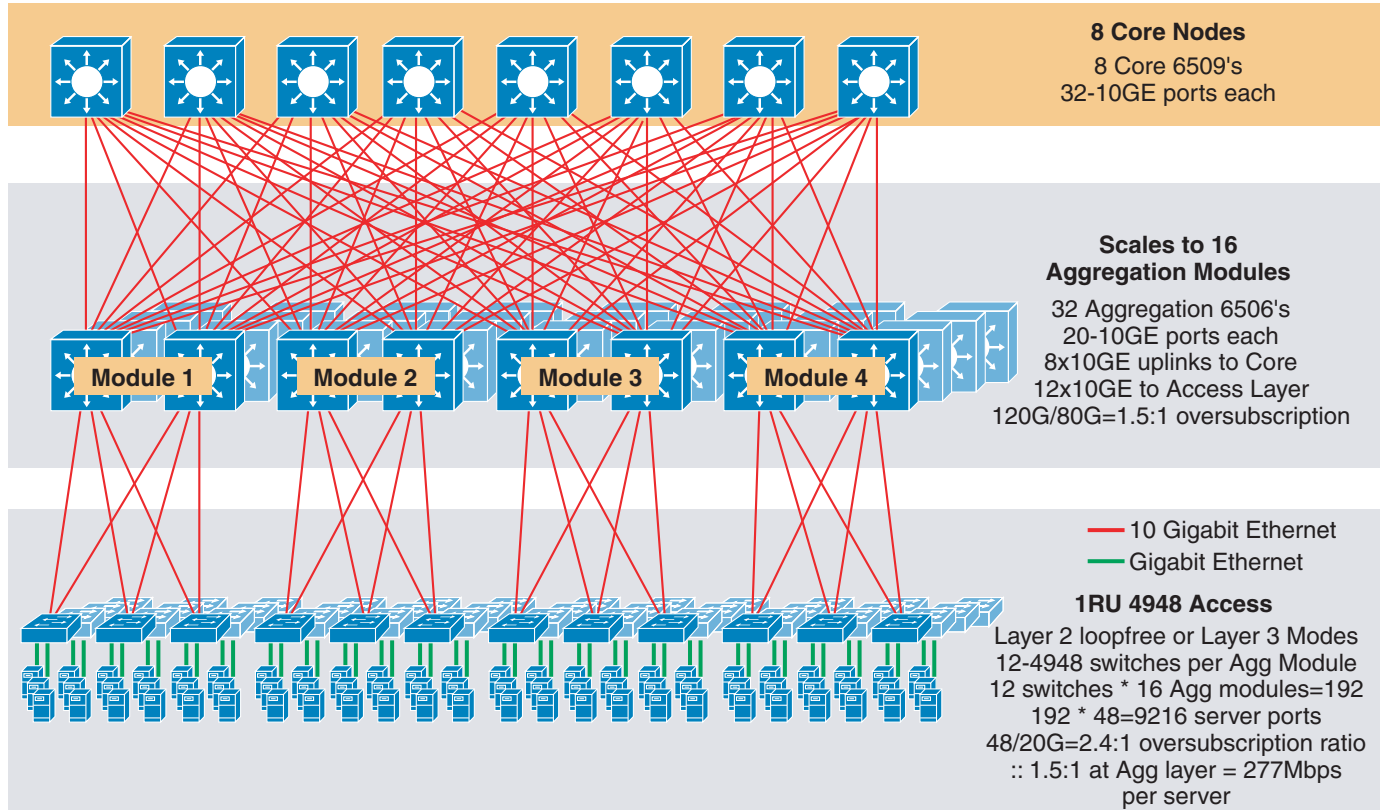 8 Core Nodes
8 Core 6509's
32-10GE ports each
Scales to 16
Aggregation Modules
32 Aggregation 6506's
20-10GE ports each
8x10GE uplinks to Core
12x10GE to Access Layer
120G/80G=1.5:1 oversubscription
Module 1
Module 2
Module 3
Module 4
10 Gigabit Ethernet
Gigabit Ethernet
1RU 4948 Access
Layer 2 loopfree or Layer 3 Modes
12-4948 switches per Agg Module
12 switches * 16 Agg modules=192
192 * 48=9216 server ports
48/20G=2.4:1 oversubscription ratio
:: 1.5:1 at Agg layer = 277Mbps
per server